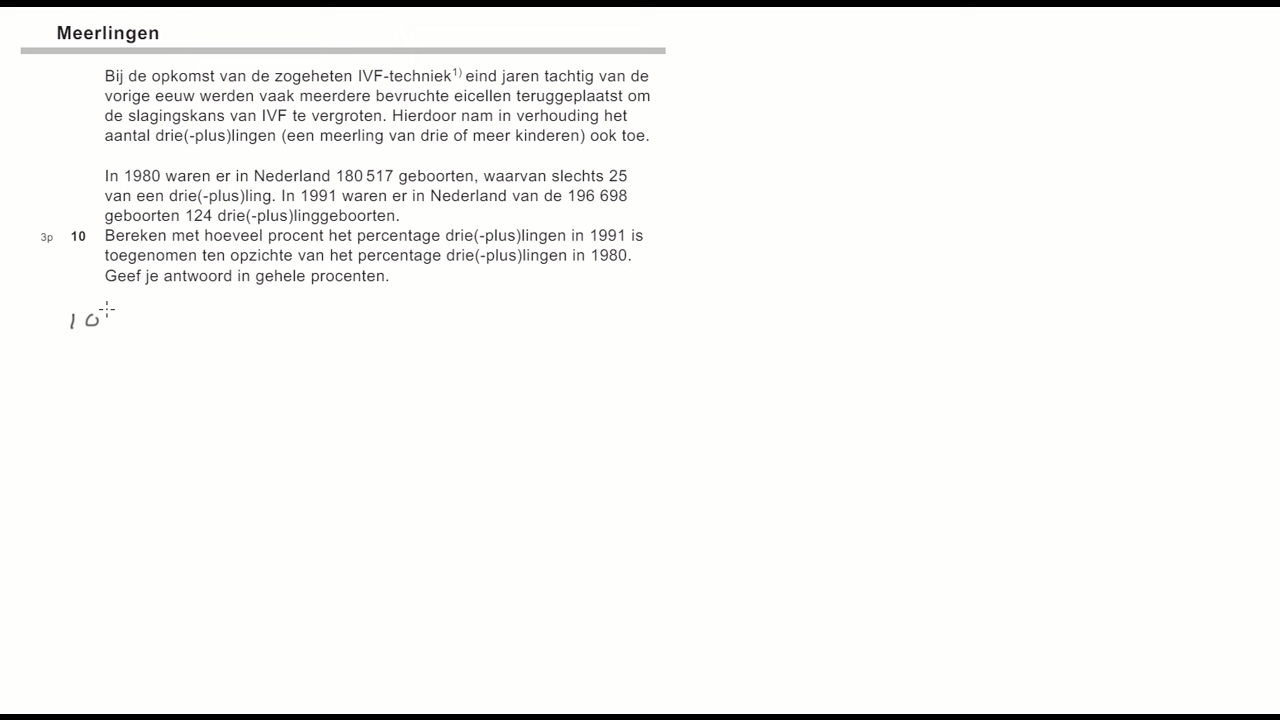 Meerlingen
Bij de opkomst van de zogeheten IVF-techniek1) eind jaren tachtig van de
vorige eeuw werden vaak meerdere bevruchte eicellen teruggeplaatst om
de slagingskans van IVF te vergroten. Hierdoor nam in verhouding het
aantal drie(-plus)lingen (een meerling van drie of meer kinderen) ook toe.
In 1980 waren er in Nederland 180 517 geboorten, waarvan slechts 25
van een drie(-plus)ling. In 1991 waren er in Nederland van de 196 698
geboorten 124 drie(-plus)linggeboorten.
3p 10 Bereken met hoeveel procent het percentage drie(-plus)lingen in 1991 is
toegenomen ten opzichte van het percentage drie(-plus)lingen in 1980.
Geef je antwoord in gehele procenten.
10